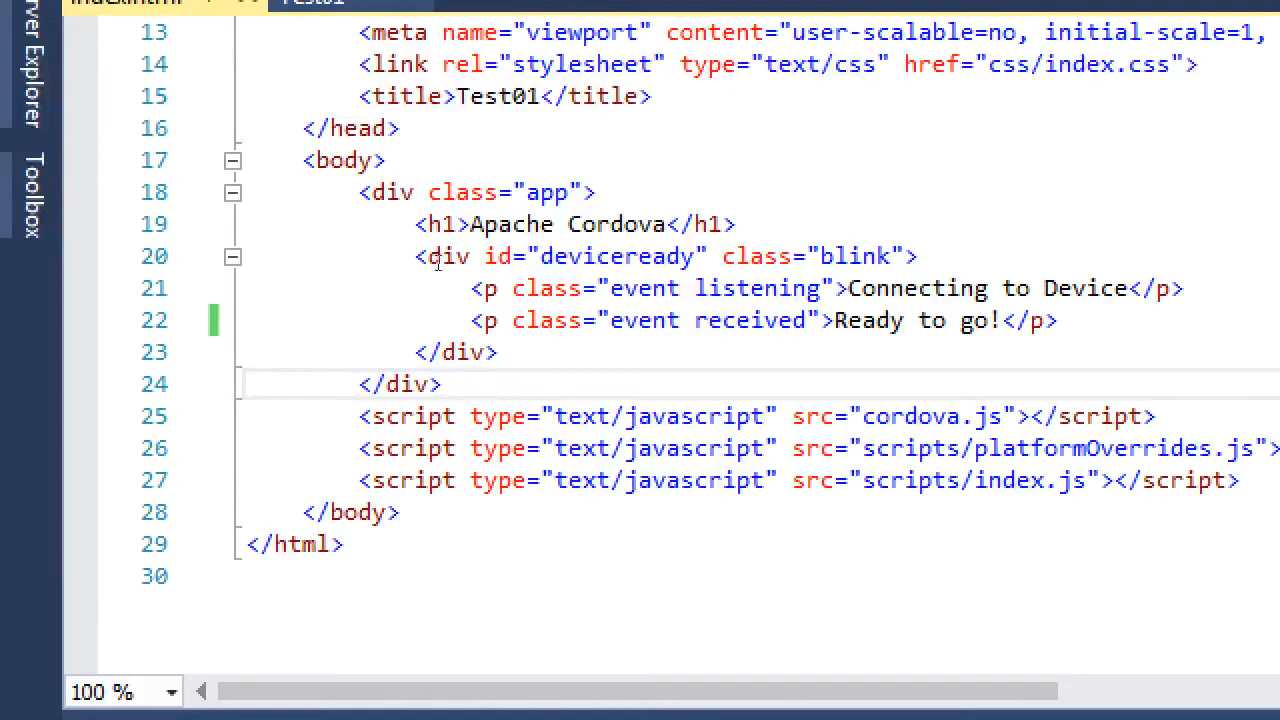 index.html Test01
13 <meta name="viewport" content="user-scalable=no, initial-scale=1,
14 <link rel="stylesheet" type="text/css" href="css/index.css">
15 <title>Test01</title>
16 </head>
17 <body>
18 <div class="app">
19 <h1>Apache Cordova</h1>
20 <div id="deviceready" class="blink">
21 <p class="event listening">Connecting to Device</p>
22 <p class="event received">Ready to go!</p>
23 </div>
24 </div>
25 <script type="text/javascript" src="cordova.js"></script>
26 <script type="text/javascript" src="scripts/platformOverrides.js">
27 <script type="text/javascript" src="scripts/index.js"></script>
28 </body>
29 </html>
30
100 %
Explorer
Toolbox